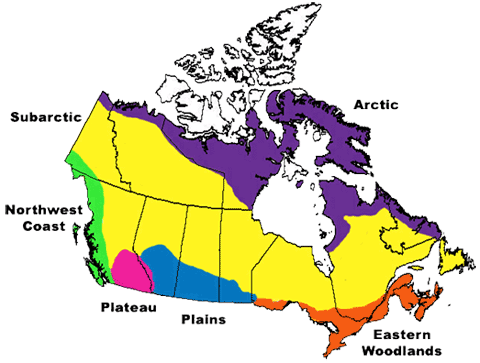 Arctic
Subarctic
Northwest
Coast
Plateau
Plains
Eastern
Woodlands